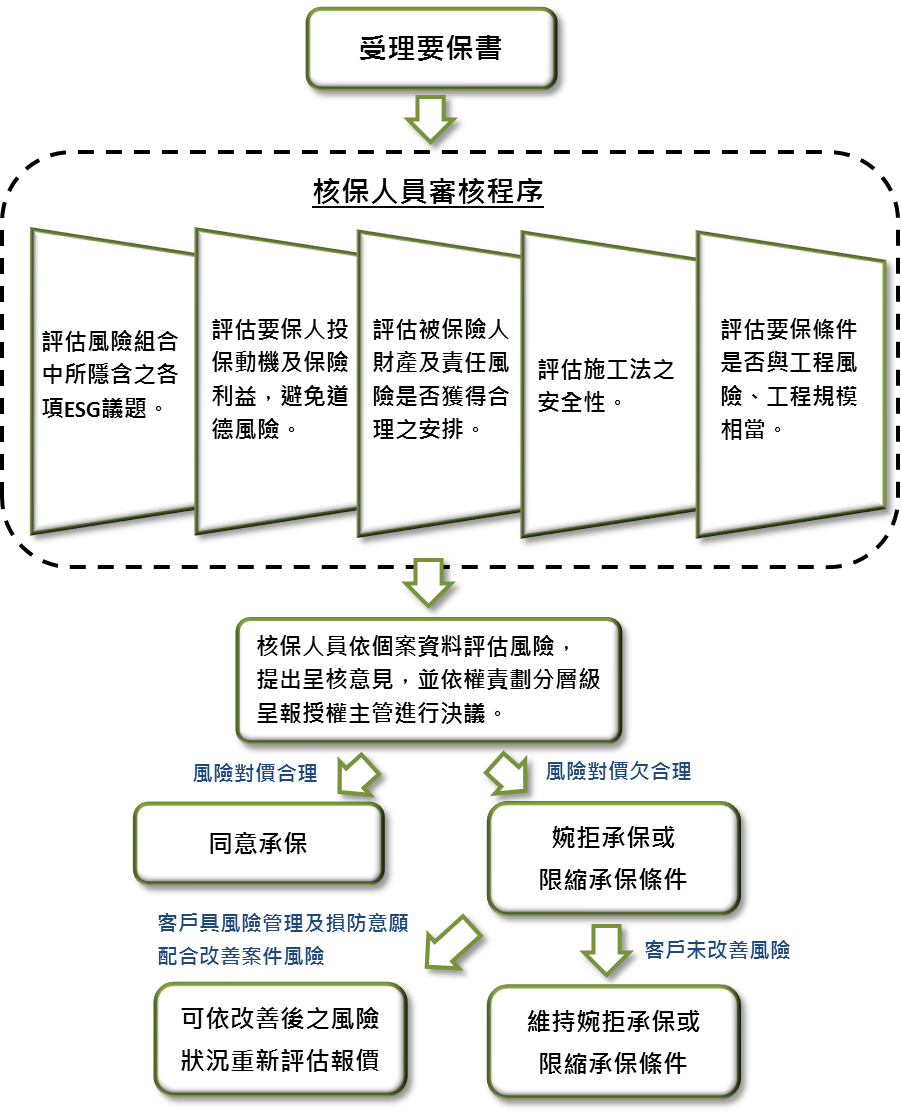 受理要保書
核保人員審核程序
評估風險組合
中所隱含之各
項ESG議題。
評估要保人投
保動機及保險
利益，避免道
德風險。
評估被保險人
財產及責任風
險是否獲得合
理之安排。
評估施工法之
安全性。
評估要保條件
是否與工程風
險、工程規模
相當。
核保人員依個案資料評估風險，
提出呈核意見，並依權責劃分層級
呈報授權主管進行決議。
風險對價合理
風險對價欠合理
同意承保
婉拒承保或
限縮承保條件
客戶具風險管理及損防意願
配合改善案件風險
客戶未改善風險
可依改善後之風險
狀況重新評估報價
維持婉拒承保或
限縮承保條件